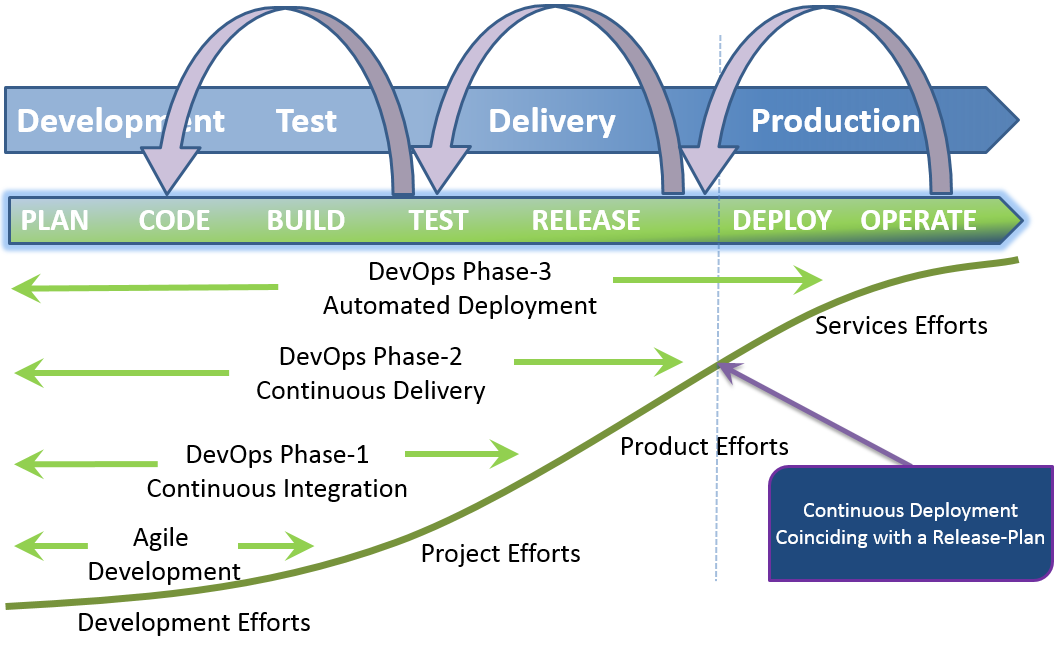 Development Test Delivery Production
PLAN CODE BUILD TEST RELEASE DEPLOY OPERATE
DevOps Phase-3
Automated Deployment
Services Efforts
DevOps Phase-2
Continuous Delivery
Product Efforts
DevOps Phase-1
Continuous Integration
Continuous Deployment
Coinciding with a Release-Plan
Agile
Development
Project Efforts
Development Efforts